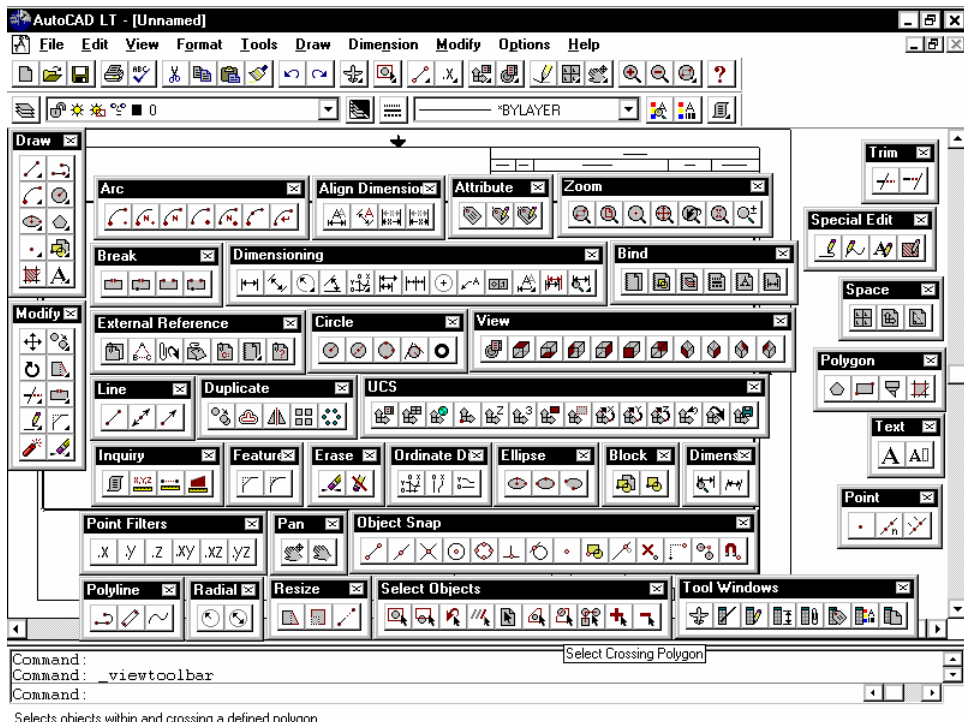 AutoCAD LT - [Unnamed]
File Edit View Format Tools Draw Dimension Modify Options Help
0
*BYLAYER
Draw
Trim
Arc
Align Dimension
Attribute
Zoom
Special Edit
Break
Dimensioning
Bind
Space
Modify
External Reference
Circle
View
Polygon
Line
Duplicate
UCS
Text
Inquiry
Feature
Erase
Ordinate Di
Ellipse
Block
Dimens
Point
Point Filters
Pan
Object Snap
.X .Y .Z .XY .XZ .YZ
Polyline
Radial
Resize
Select Objects
Tool Windows
Select Crossing Polygon
Command:
Command: _viewtoolbar
Command:
Selects objects within and crossing a defined polygon